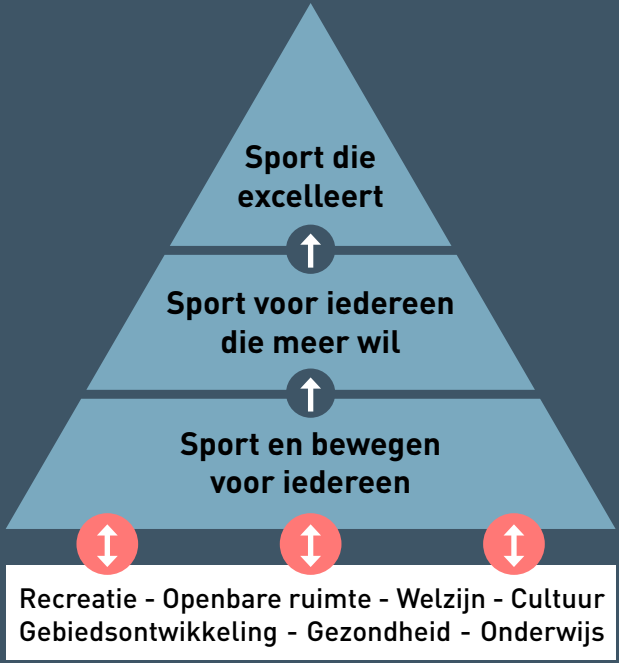 Sport die
excelleert
Sport voor iedereen
die meer wil
Sport en bewegen
voor iedereen
Recreatie - Openbare ruimte - Welzijn - Cultuur
Gebiedsontwikkeling - Gezondheid - Onderwijs